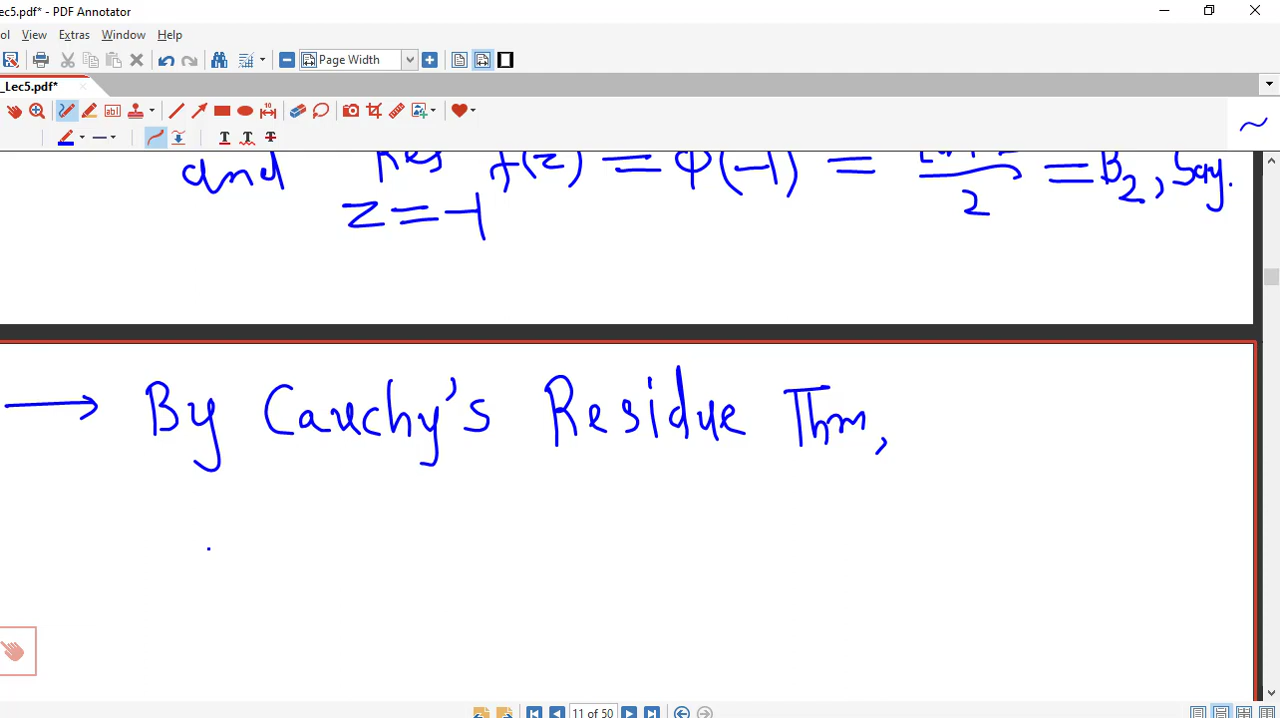 ec5.pdf* - PDF Annotator
ol View Extras Window Help
Page Width
_Lec5.pdf*
and Res f(z) = φ(-1) = 2 = B2, Say.
z = -1
→ By Cauchy's Residue Thm,
11 of 50